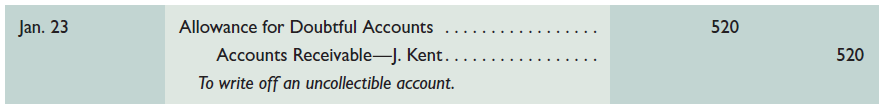 Jan. 23 Allowance for Doubtful Accounts . . . . . . . . . . . . . . . . . 520
Accounts Receivable—J. Kent . . . . . . . . . . . . . . . . . 520
To write off an uncollectible account.